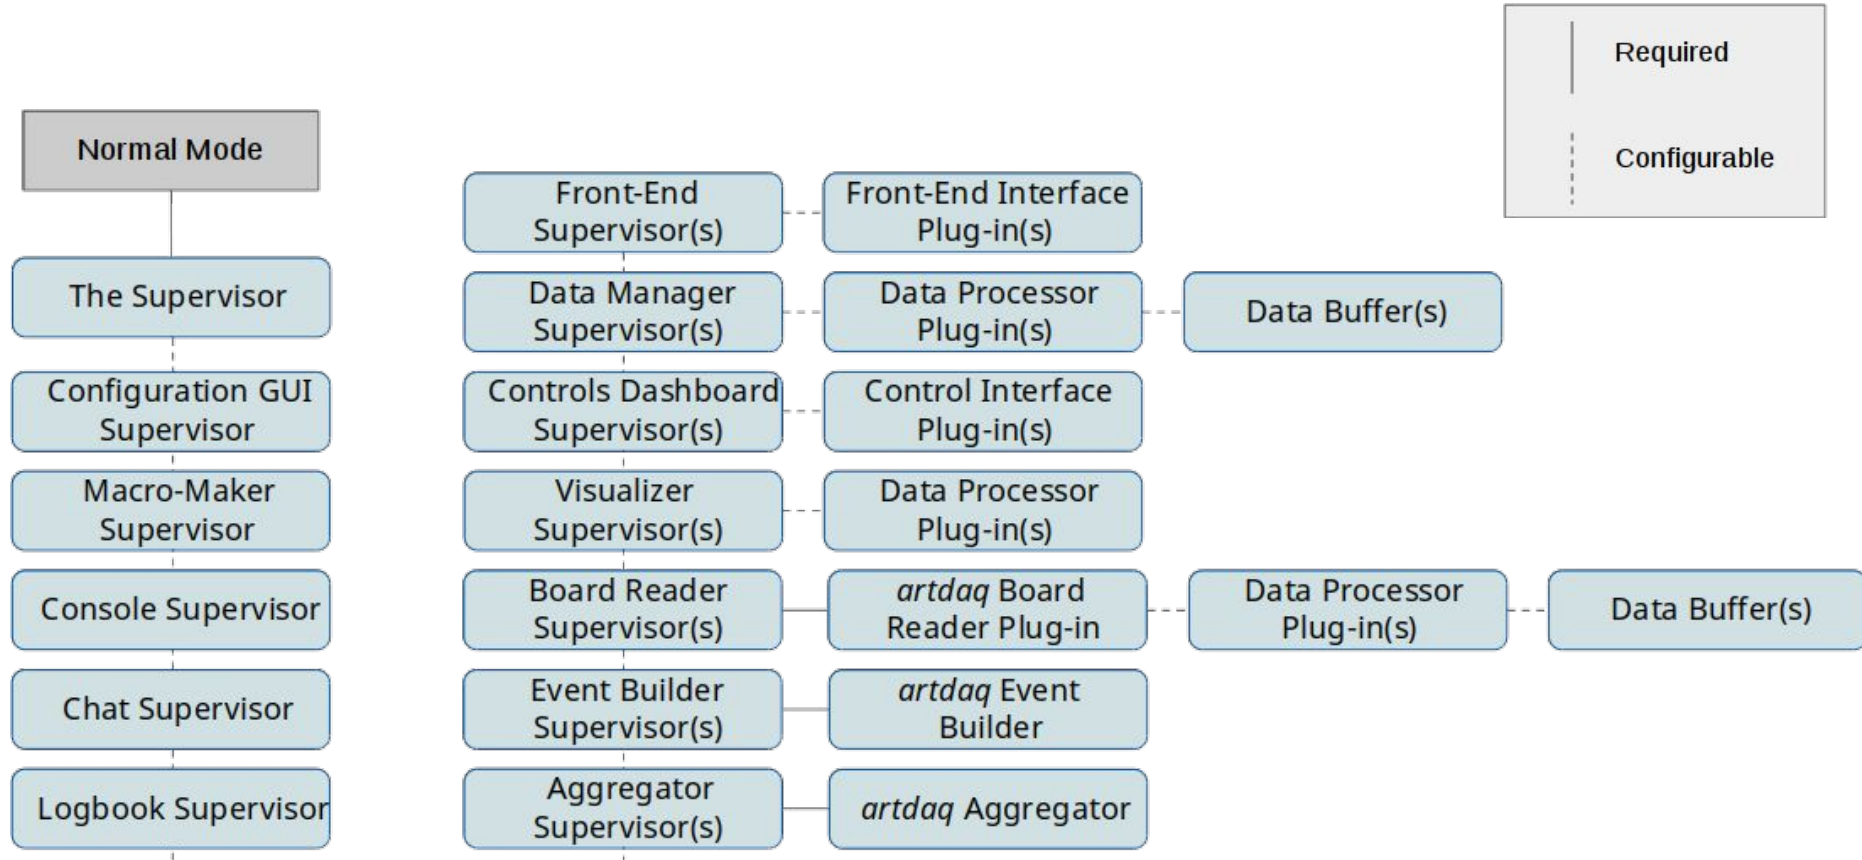 Required
Configurable
Normal Mode
The Supervisor
Configuration GUI
Supervisor
Macro-Maker
Supervisor
Console Supervisor
Chat Supervisor
Logbook Supervisor
Front-End
Supervisor(s)
Front-End Interface
Plug-in(s)
Data Manager
Supervisor(s)
Data Processor
Plug-in(s)
Data Buffer(s)
Controls Dashboard
Supervisor(s)
Control Interface
Plug-in(s)
Visualizer
Supervisor(s)
Data Processor
Plug-in(s)
Board Reader
Supervisor(s)
artdaq Board
Reader Plug-in
Data Processor
Plug-in(s)
Data Buffer(s)
Event Builder
Supervisor(s)
artdaq Event
Builder
Aggregator
Supervisor(s)
artdaq Aggregator